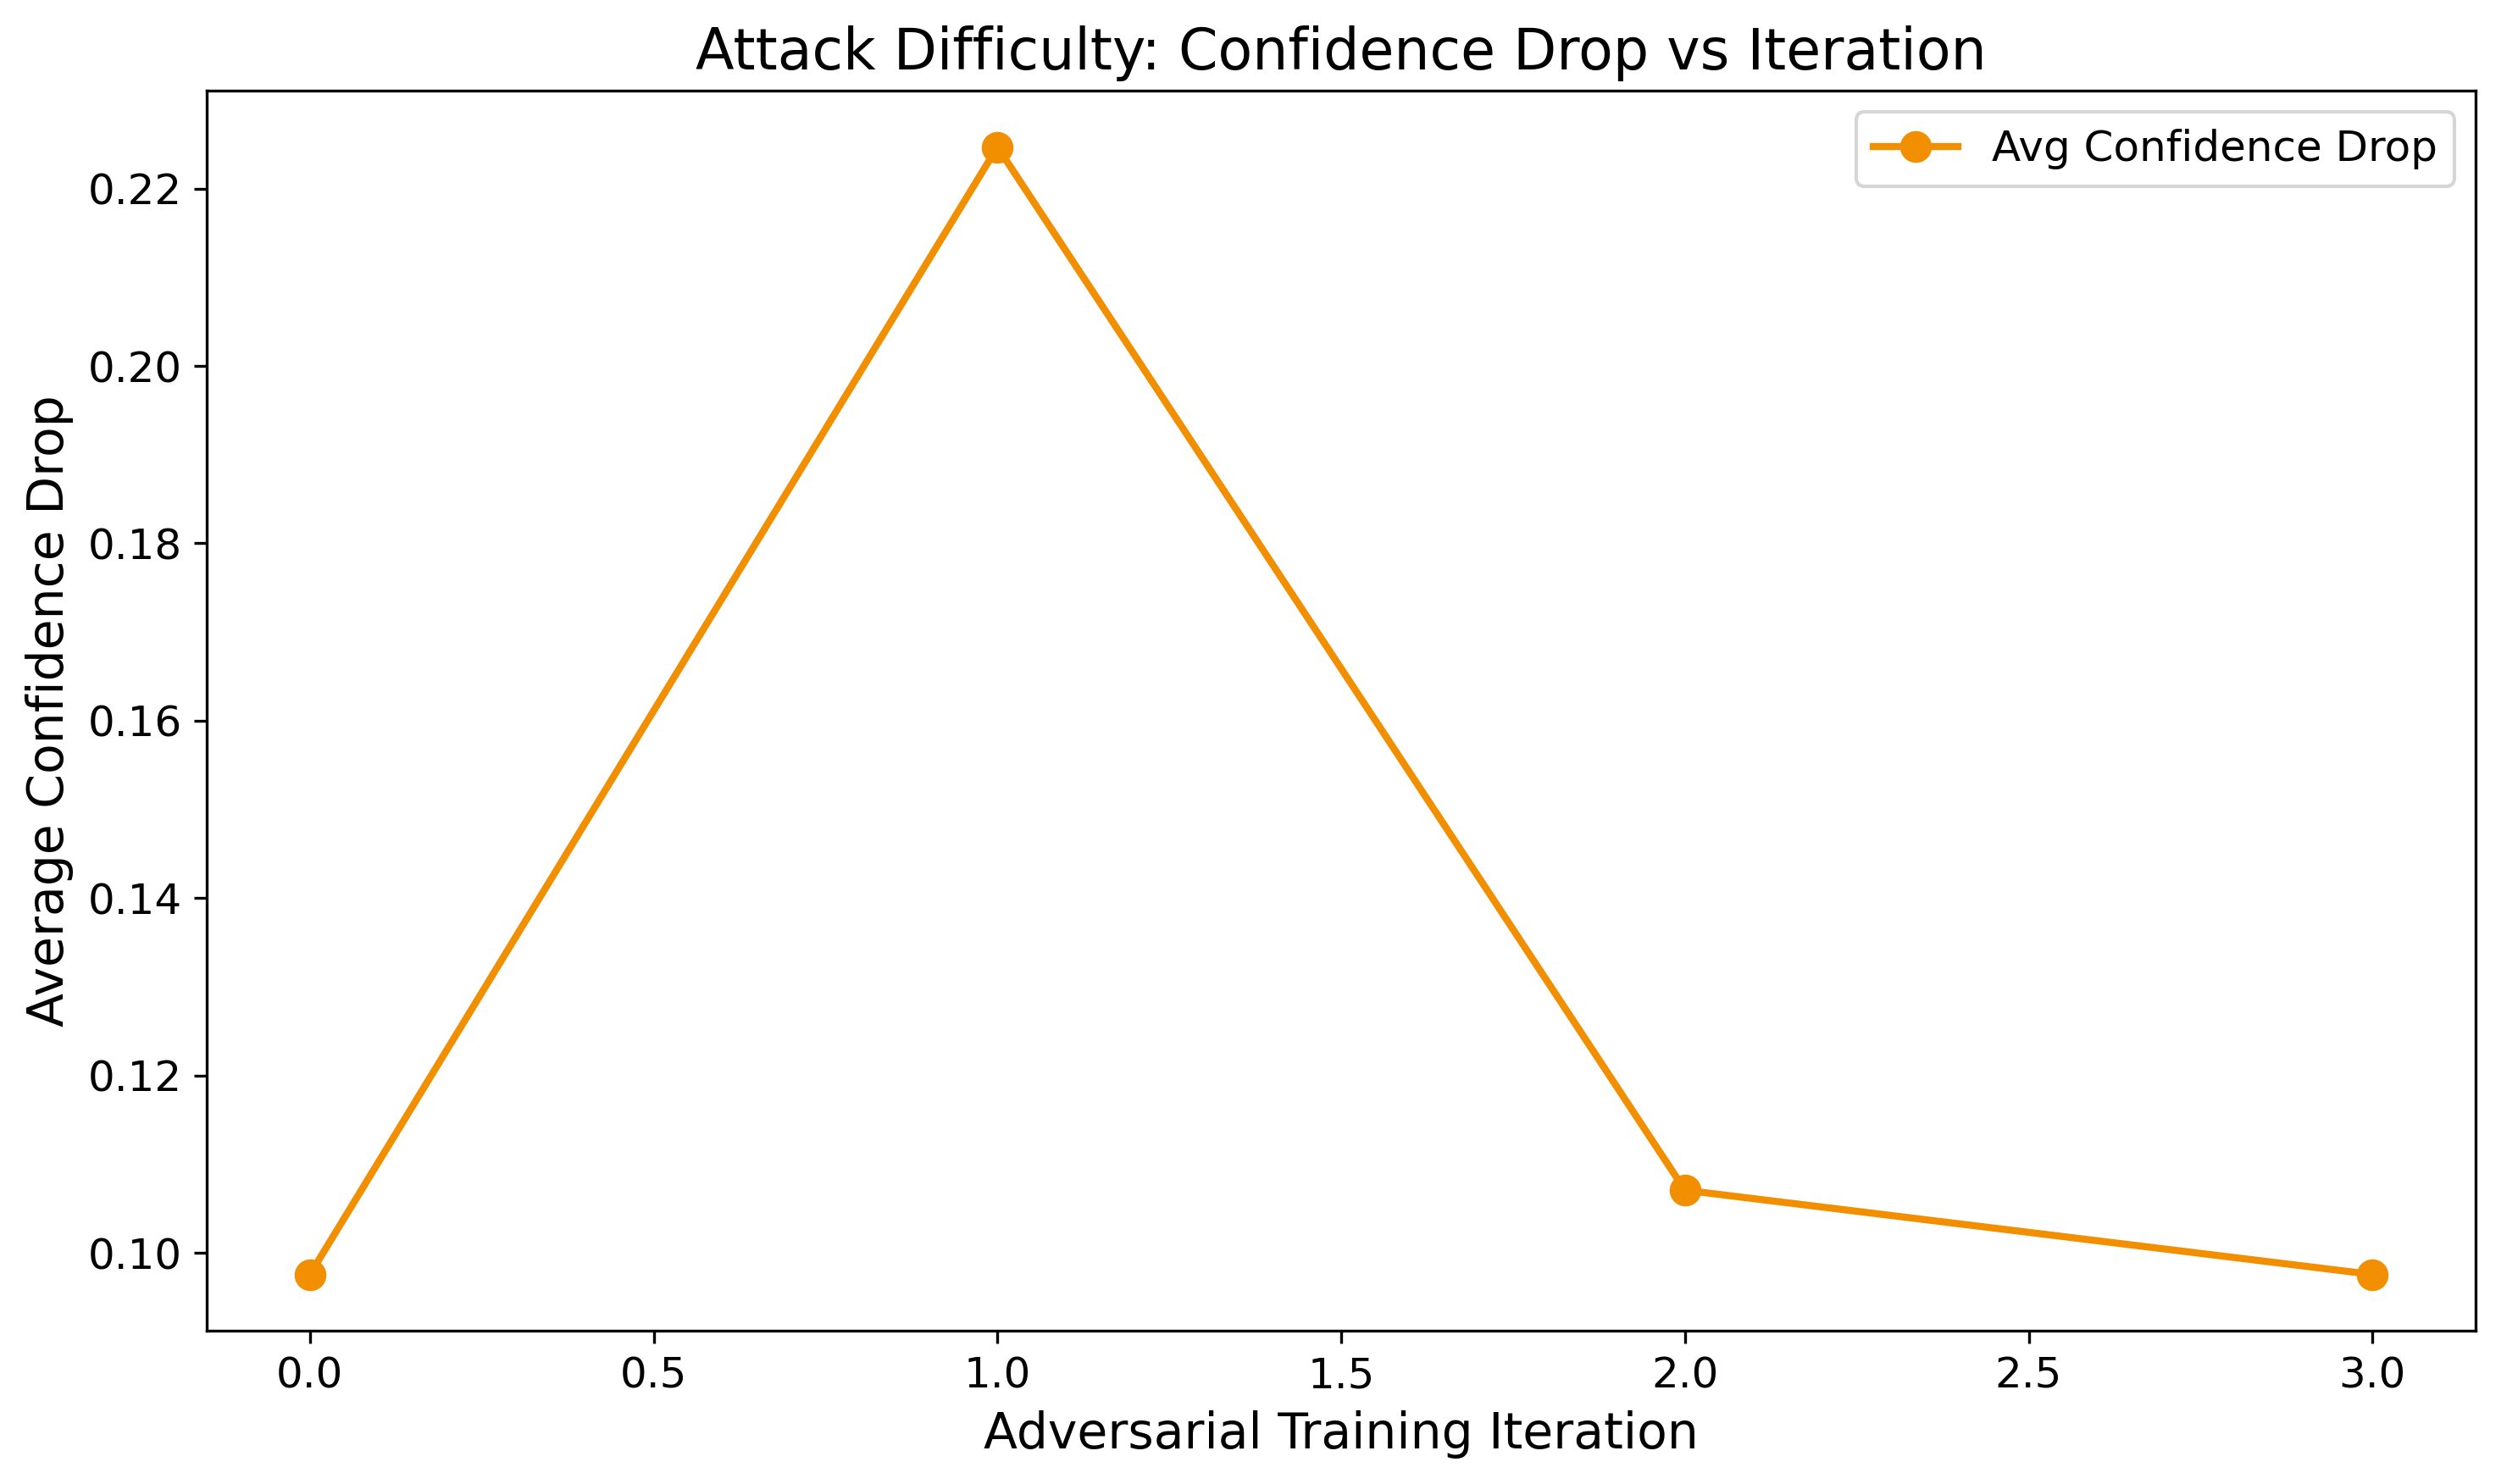 Attack Difficulty: Confidence Drop vs Iteration
Avg Confidence Drop
Average Confidence Drop
0.22
0.20
0.18
0.16
0.14
0.12
0.10
0.0 0.5 1.0 1.5 2.0 2.5 3.0
Adversarial Training Iteration